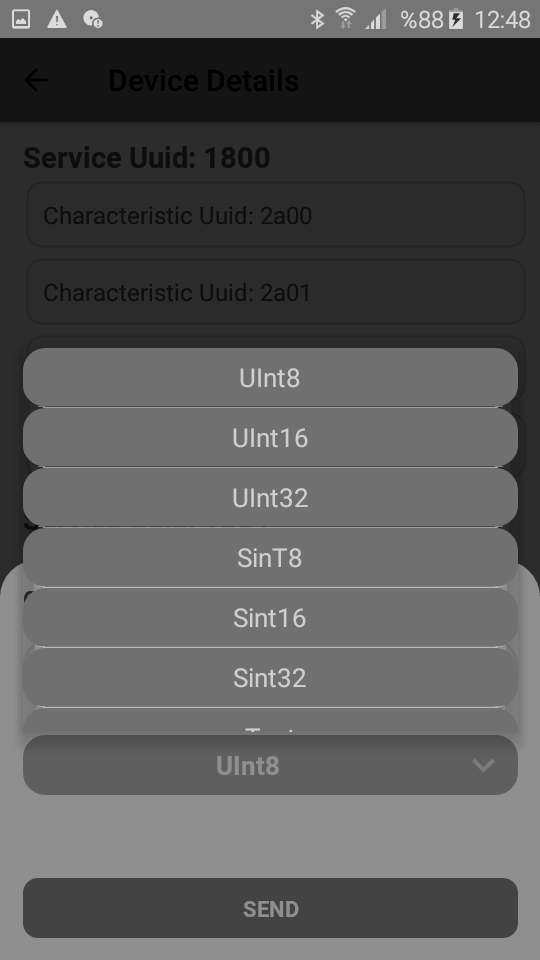 %88 12:48
Device Details
Service Uuid: 1800
Characteristic Uuid: 2a00
Characteristic Uuid: 2a01
UInt8
UInt16
UInt32
SinT8
Sint16
Sint32
UInt8
SEND